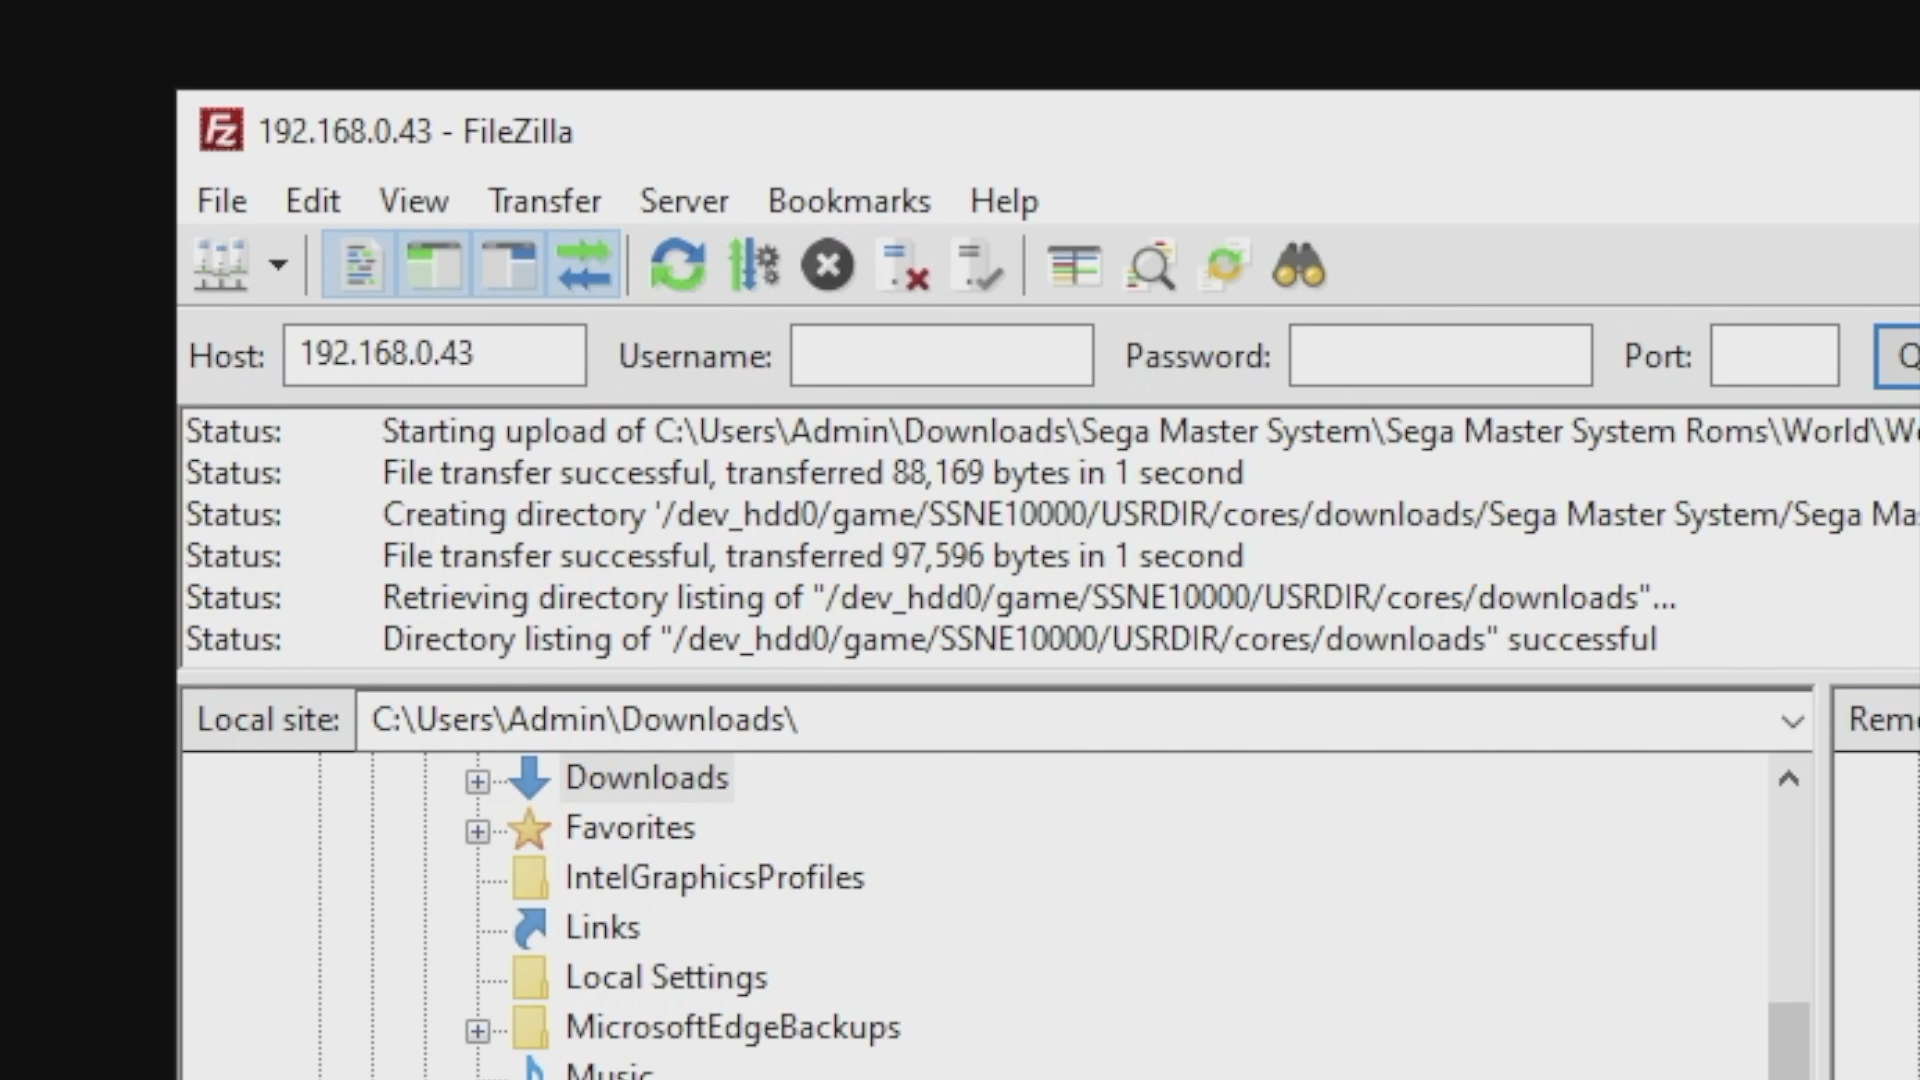 192.168.0.43 - FileZilla
File Edit View Transfer Server Bookmarks Help
Host: 192.168.0.43 Username: Password: Port: Q
Status: Starting upload of C:\Users\Admin\Downloads\Sega Master System\Sega Master System Roms\World\W
Status: File transfer successful, transferred 88,169 bytes in 1 second
Status: Creating directory '/dev_hdd0/game/SSNE10000/USRDIR/cores/downloads/Sega Master System/Sega Ma
Status: File transfer successful, transferred 97,596 bytes in 1 second
Status: Retrieving directory listing of "/dev_hdd0/game/SSNE10000/USRDIR/cores/downloads"...
Status: Directory listing of "/dev_hdd0/game/SSNE10000/USRDIR/cores/downloads" successful
Local site: C:\Users\Admin\Downloads\ Rem
Downloads
Favorites
IntelGraphicsProfiles
Links
Local Settings
MicrosoftEdgeBackups
Music